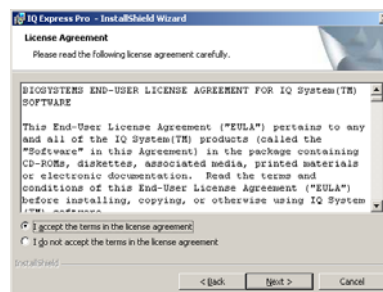 IQ Express Pro - InstallShield Wizard
License Agreement
Please read the following license agreement carefully.
BIOSYSTEMS END-USER LICENSE AGREEMENT FOR IQ System(TM)
SOFTWARE
This End-User License Agreement ("EULA") pertains to any
and all of the IQ System(TM) products (called the
"Software" in this Agreement) in the package containing
CD-ROMs, diskettes, associated media, printed materials
or electronic documentation. Read the terms and
conditions of this End-User License Agreement ("EULA")
before installing, copying, or otherwise using IQ System
(TM) software
I accept the terms in the license agreement
I do not accept the terms in the license agreement
InstallShield
< Back
Next >
Cancel